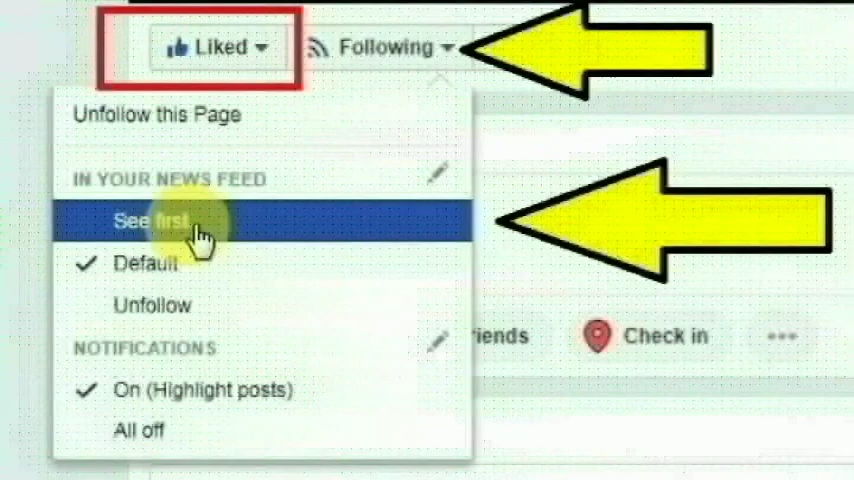 Liked
Following
Unfollow this Page
IN YOUR NEWS FEED
See first
Default
Unfollow
NOTIFICATIONS
riends
Check in
On (Highlight posts)
All off